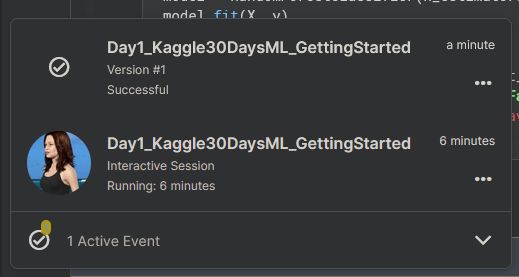 model.fit(X, y)
Day1_Kaggle30DaysML_GettingStarted
a minute
Version #1
Successful
Day1_Kaggle30DaysML_GettingStarted
6 minutes
Interactive Session
Running: 6 minutes
1 Active Event